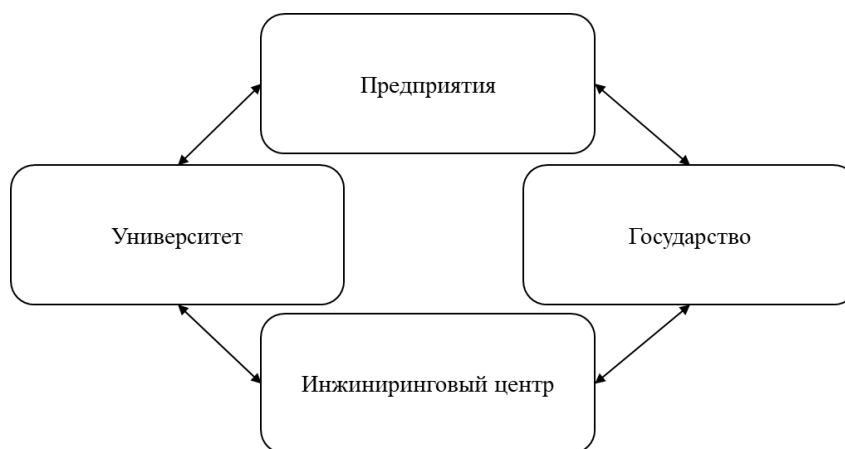 Предприятия
Университет
Государство
Инжиниринговый центр